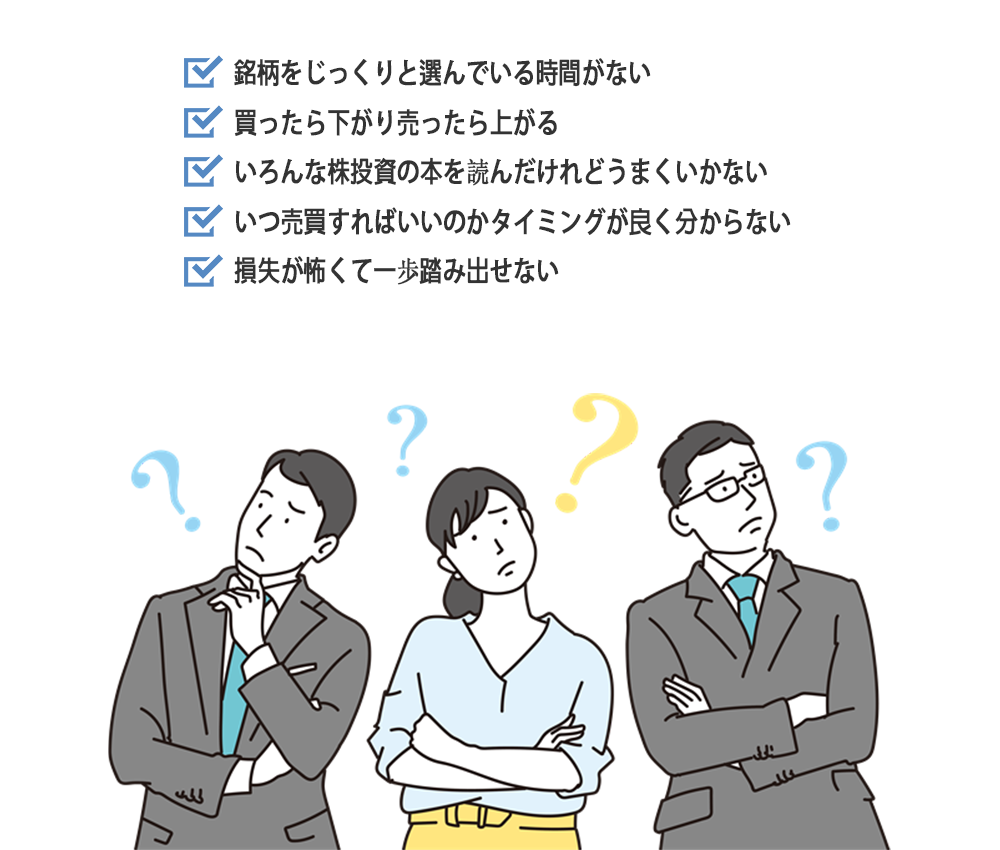 銘柄をじっくりと選んでいる時間がない
買ったら下がり売ったら上がる
いろんな株投資の本を読んだけれどうまくいかない
いつ売買すればいいのかタイミングが良く分からない
損失が怖くて一歩踏み出せない
? ? ? ?